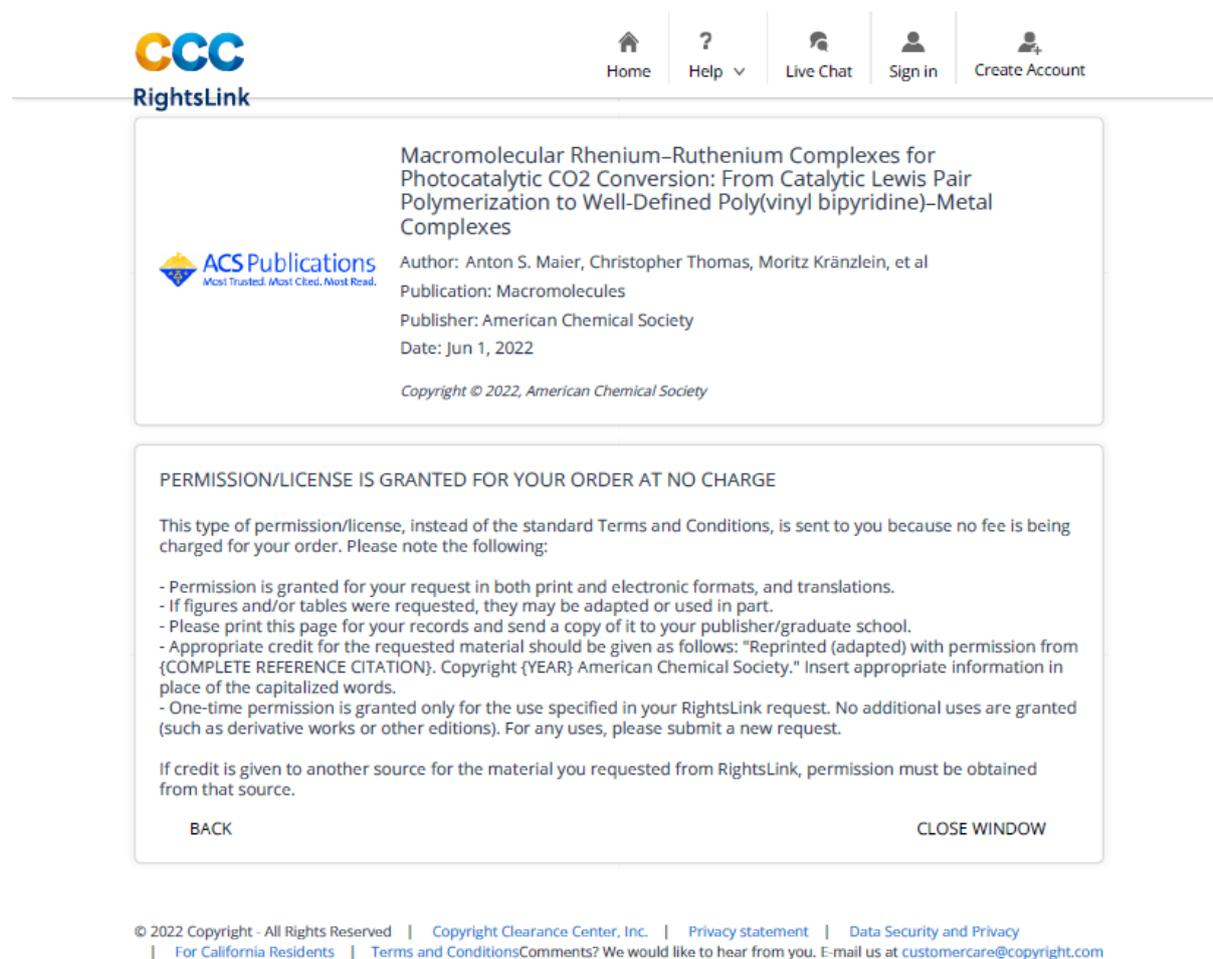 CCC
RightsLink
Home
? Help
Live Chat
Sign in
Create Account
ACS Publications
Most Trusted. Most Cited. Most Read.
Macromolecular Rhenium–Ruthenium Complexes for
Photocatalytic CO2 Conversion: From Catalytic Lewis Pair
Polymerization to Well-Defined Poly(vinyl bipyridine)–Metal
Complexes
Author: Anton S. Maier, Christopher Thomas, Moritz Kränzlein, et al
Publication: Macromolecules
Publisher: American Chemical Society
Date: Jun 1, 2022
Copyright © 2022, American Chemical Society
PERMISSION/LICENSE IS GRANTED FOR YOUR ORDER AT NO CHARGE
This type of permission/license, instead of the standard Terms and Conditions, is sent to you because no fee is being
charged for your order. Please note the following:
- Permission is granted for your request in both print and electronic formats, and translations.
- If figures and/or tables were requested, they may be adapted or used in part.
- Please print this page for your records and send a copy of it to your publisher/graduate school.
- Appropriate credit for the requested material should be given as follows: "Reprinted (adapted) with permission from
{COMPLETE REFERENCE CITATION}. Copyright {YEAR} American Chemical Society." Insert appropriate information in
place of the capitalized words.
- One-time permission is granted only for the use specified in your RightsLink request. No additional uses are granted
(such as derivative works or other editions). For any uses, please submit a new request.
If credit is given to another source for the material you requested from RightsLink, permission must be obtained
from that source.
BACK
CLOSE WINDOW
© 2022 Copyright - All Rights Reserved | Copyright Clearance Center, Inc. | Privacy statement | Data Security and Privacy
| For California Residents | Terms and ConditionsComments? We would like to hear from you. E-mail us at customercare@copyright.com